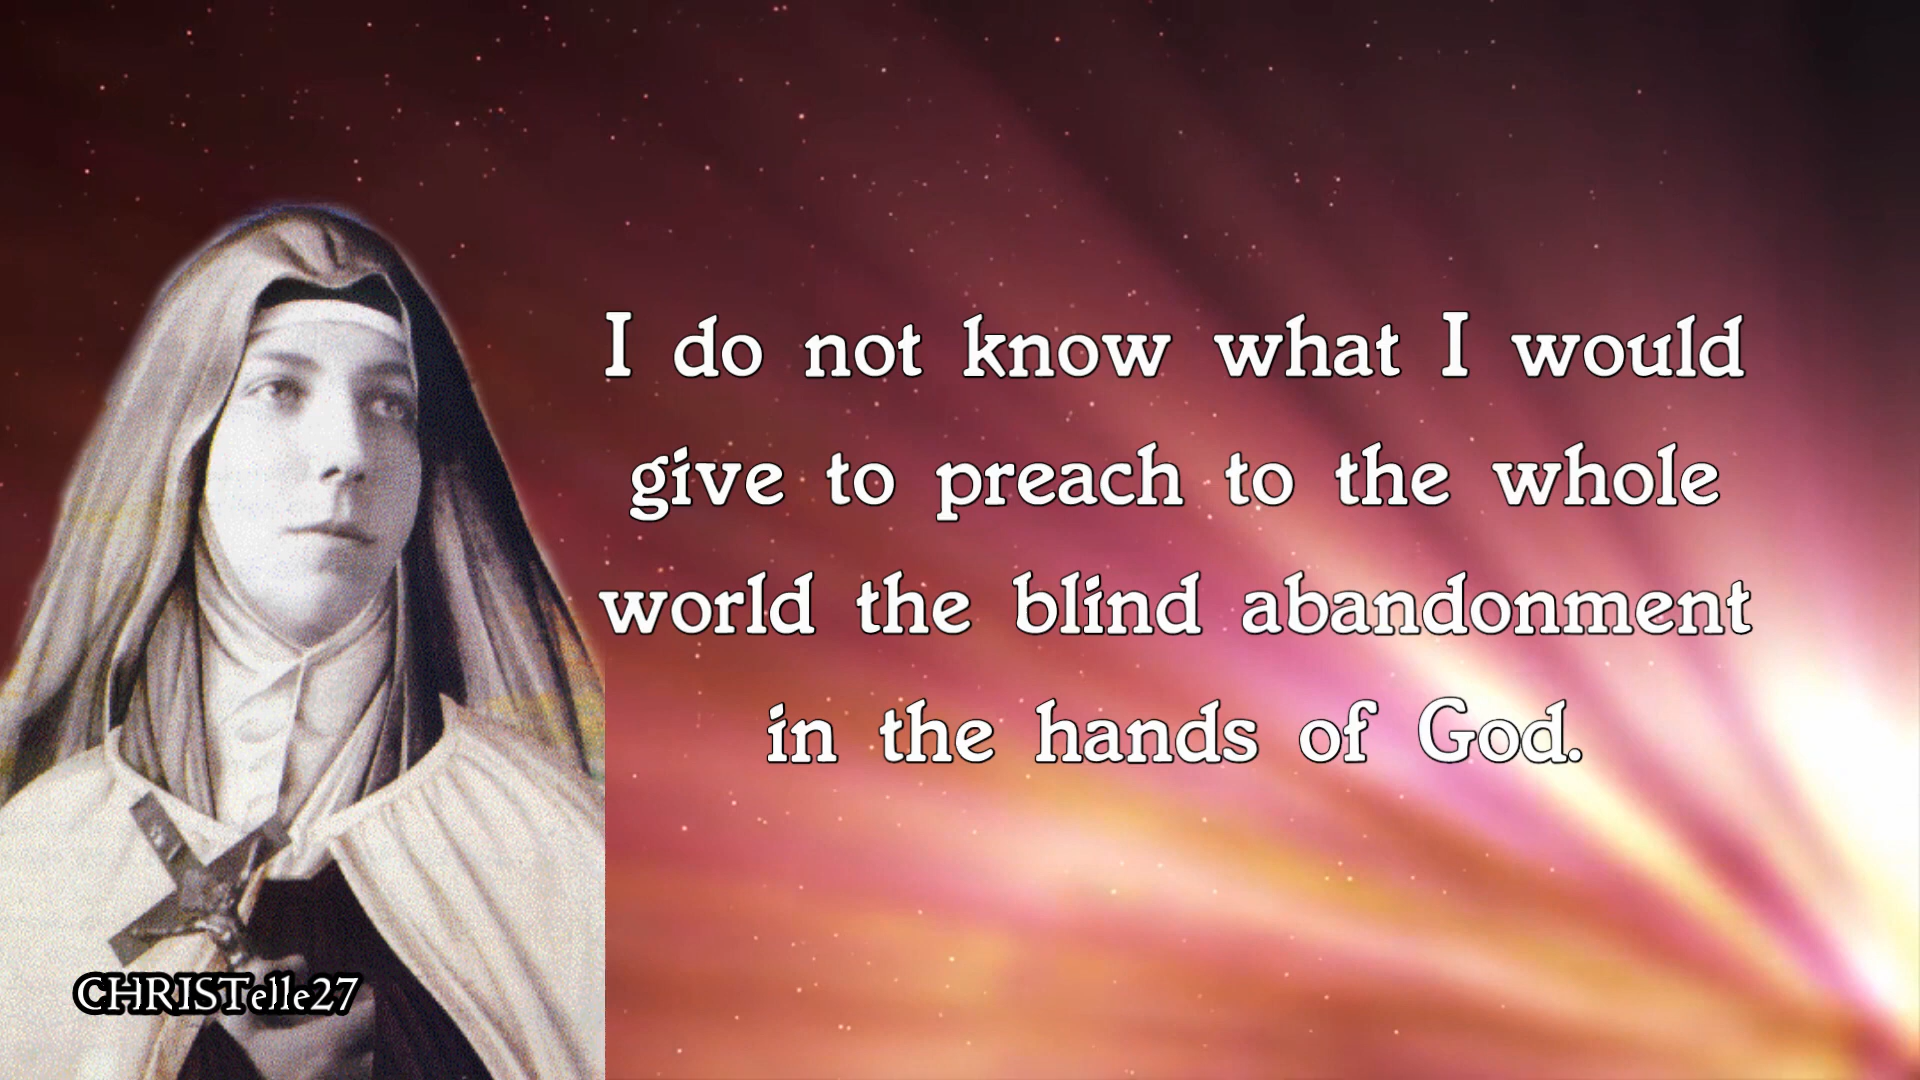 I do not know what I would
give to preach to the whole
world the blind abandonment
in the hands of God.
CHRISTelle27